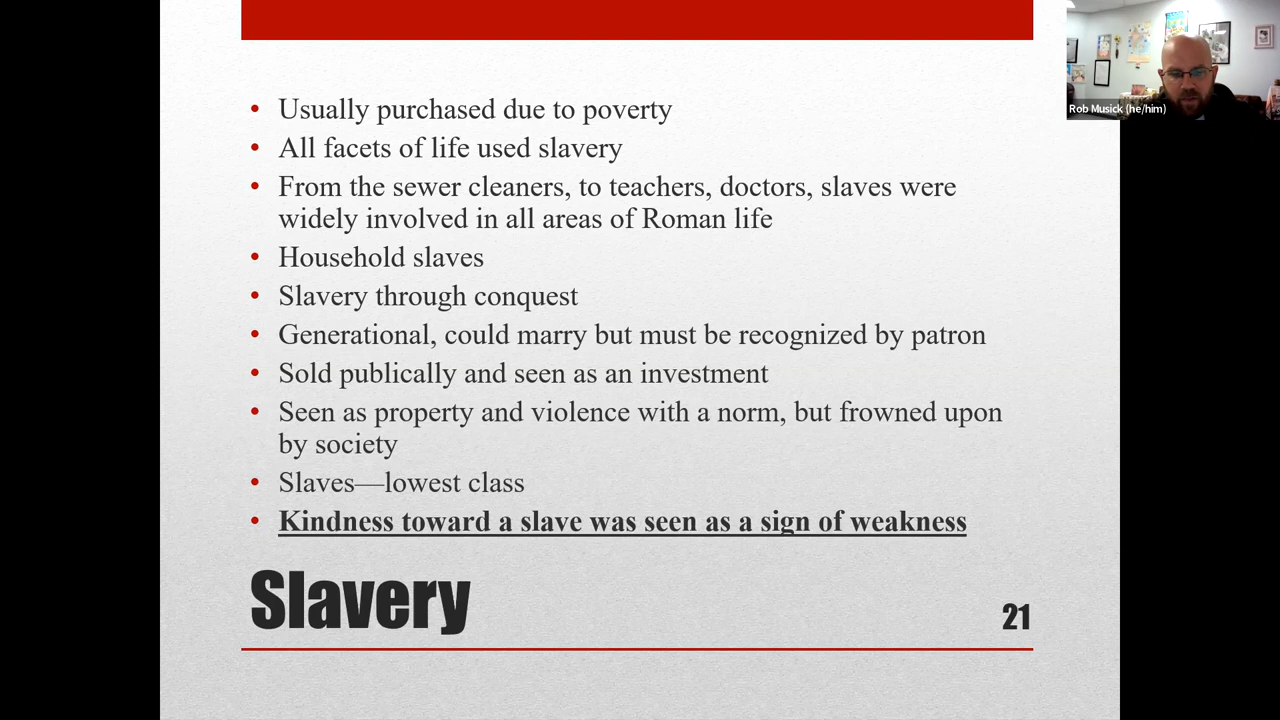 • Usually purchased due to poverty
• All facets of life used slavery
• From the sewer cleaners, to teachers, doctors, slaves were
widely involved in all areas of Roman life
• Household slaves
• Slavery through conquest
• Generational, could marry but must be recognized by patron
• Sold publically and seen as an investment
• Seen as property and violence with a norm, but frowned upon
by society
• Slaves—lowest class
• Kindness toward a slave was seen as a sign of weakness
Slavery
21
Rob Musick (he/him)